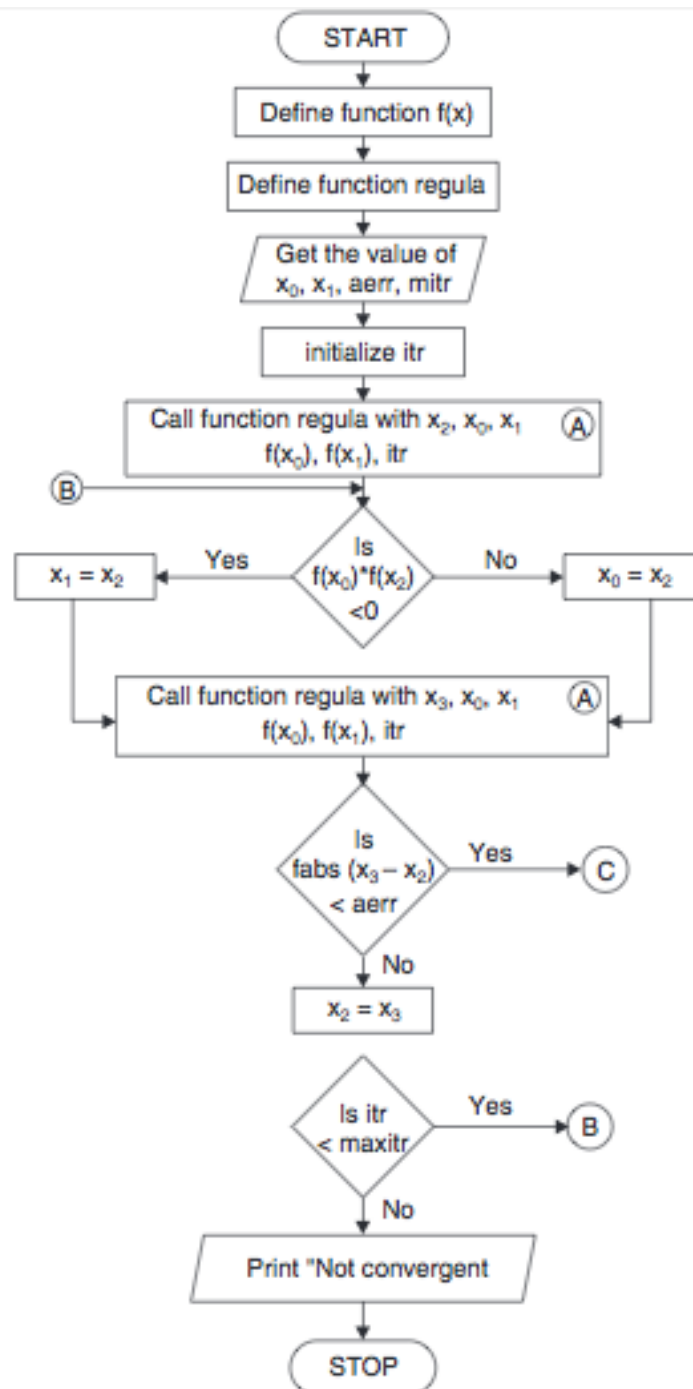 START
Define function f(x)
Define function regula
Get the value of
x₀, x₁, aerr, mitr
initialize itr
Call function regula with x₂, x₀, x₁
A
f(x₀), f(x₁), itr
B
Is
f(x₀)*f(x₂)
<0
Yes
No
x₁ = x₂
x₀ = x₂
Call function regula with x₃, x₀, x₁
A
f(x₀), f(x₁), itr
Is
fabs (x₃ – x₂)
< aerr
Yes
C
No
x₂ = x₃
Is itr
< maxitr
Yes
B
No
Print "Not convergent
STOP